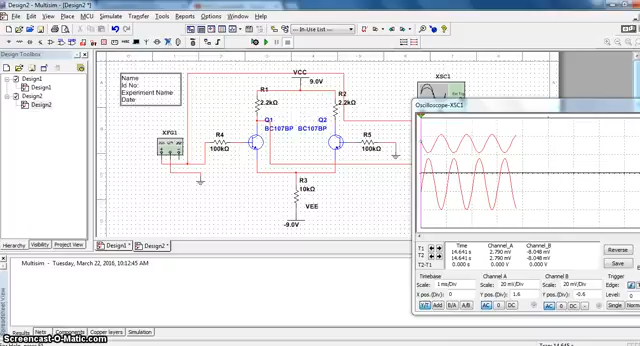 Design2 - Multisim - [Design2 *]
File Edit View Place MCU Simulate Transfer Tools Reports Options Window Help
In-Use List
Design Toolbox
Design1
Design1
Design2
Design2
Hierarchy Visibility Project View
Name
Id No:
Experiment Name
Date:
VCC
9.0V
R1
2.2kΩ
R2
2.2kΩ
Q1
BC107BP
Q2
BC107BP
XFG1
R4
100kΩ
R5
100kΩ
R3
10kΩ
VEE
-9.0V
XSC1
Design1 * Design2 *
Oscilloscope-XSC1
T1
T2
T2-T1
Time
14.641 s
14.641 s
0.000 s
Channel_A
2.790 mV
2.790 mV
0.000 V
Channel_B
-8.048 mV
-8.048 mV
0.000 V
Reverse
Save
Timebase
Scale: 1 ms/Div
X pos.(Div): 0
Y/T Add B/A A/B
Channel A
Scale: 20 mV/Div
Y pos.(Div): 1.6
AC 0 DC
Channel B
Scale: 20 mV/Div
Y pos.(Div): -0.6
AC 0 DC -
Trigger
Edge:
Level: 0
Single Norm
Multisim - Tuesday, March 22, 2016, 10:12:45 AM
Spreadsheet View
Results Nets Components Copper layers Simulation
Screencast-O-Matic.com